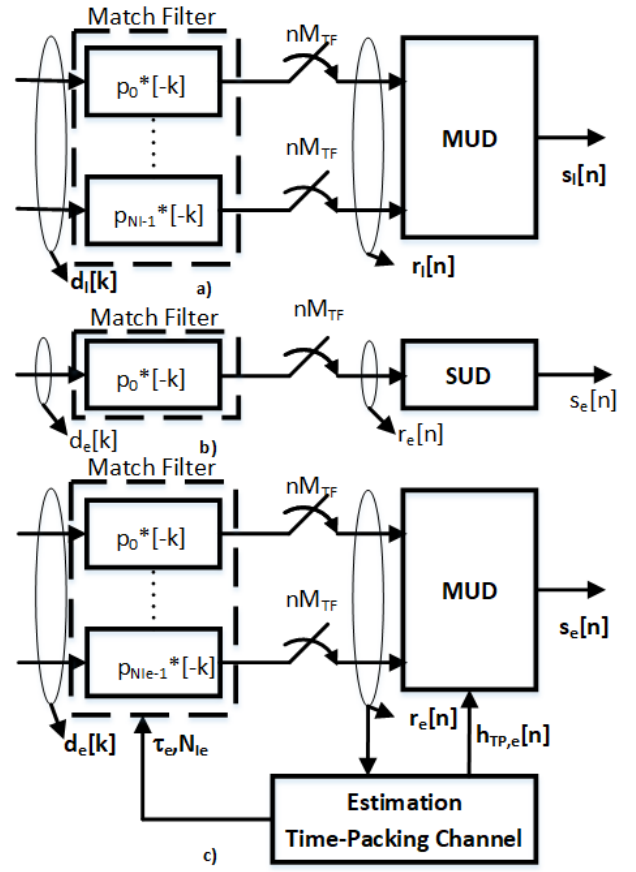 Match Filter
nM_TF
p_0*[-k]
MUD
s_l[n]
nM_TF
p_Nl-1*[-k]
d_l[k]
r_l[n]
a)
Match Filter
nM_TF
p_0*[-k]
SUD
s_e[n]
d_e[k]
r_e[n]
b)
Match Filter
nM_TF
p_0*[-k]
MUD
s_e[n]
nM_TF
p_Nle-1*[-k]
d_e[k]
τ_e,N_le
r_e[n]
h_TP,e[n]
Estimation
Time-Packing Channel
c)